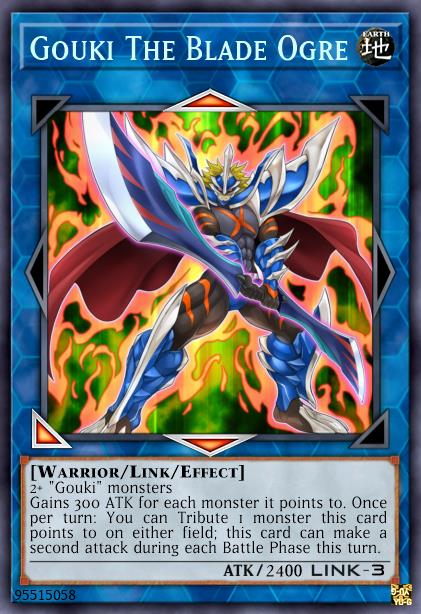 GOUKI THE BLADE OGRE
EARTH
地
[WARRIOR/LINK/EFFECT]
2+ "Gouki" monsters
Gains 300 ATK for each monster it points to. Once
per turn: You can Tribute 1 monster this card
points to on either field; this card can make a
second attack during each Battle Phase this turn.
ATK/2400 LINK-3
95515058